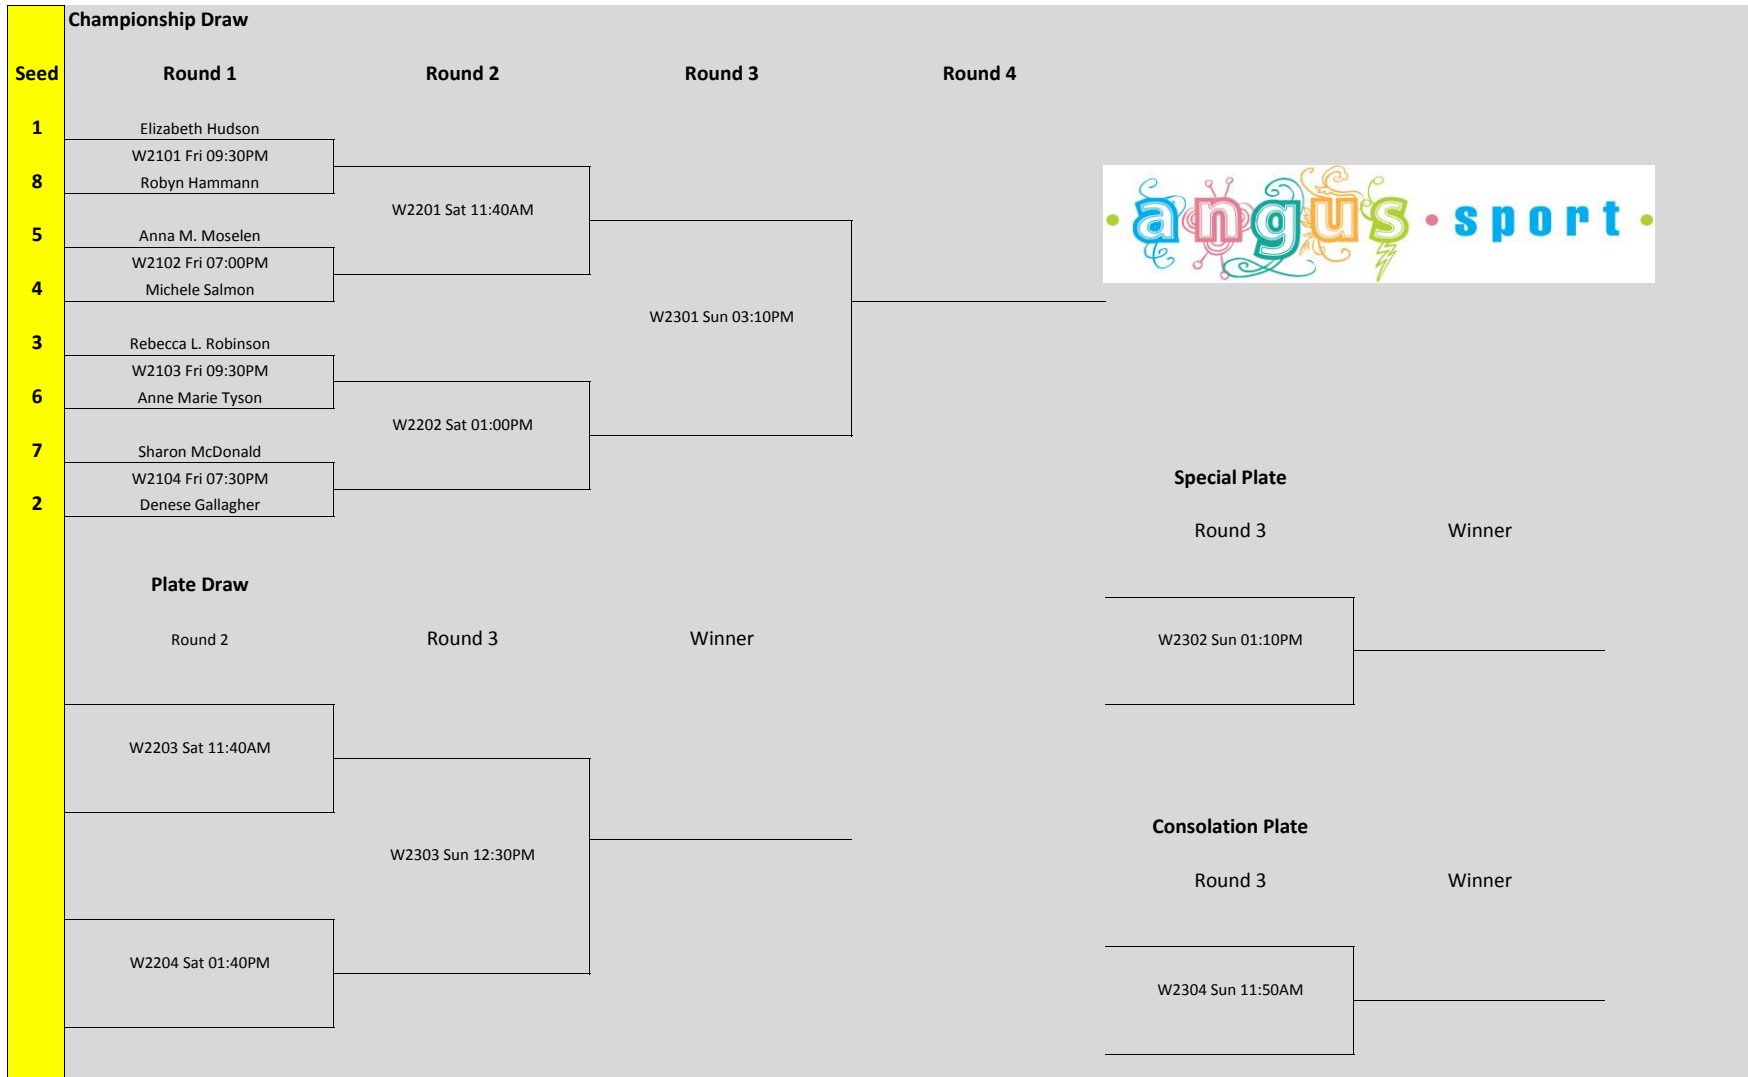 Championship Draw
Seed Round 1 Round 2 Round 3 Round 4
1 Elizabeth Hudson
W2101 Fri 09:30PM
8 Robyn Hammann
W2201 Sat 11:40AM
angus sport
5 Anna M. Moselen
W2102 Fri 07:00PM
4 Michele Salmon
W2301 Sun 03:10PM
3 Rebecca L. Robinson
W2103 Fri 09:30PM
6 Anne Marie Tyson
W2202 Sat 01:00PM
7 Sharon McDonald
W2104 Fri 07:30PM
2 Denese Gallagher
Special Plate
Round 3 Winner
W2302 Sun 01:10PM
Plate Draw
Round 2 Round 3 Winner
W2203 Sat 11:40AM
W2303 Sun 12:30PM
W2204 Sat 01:40PM
Consolation Plate
Round 3 Winner
W2304 Sun 11:50AM